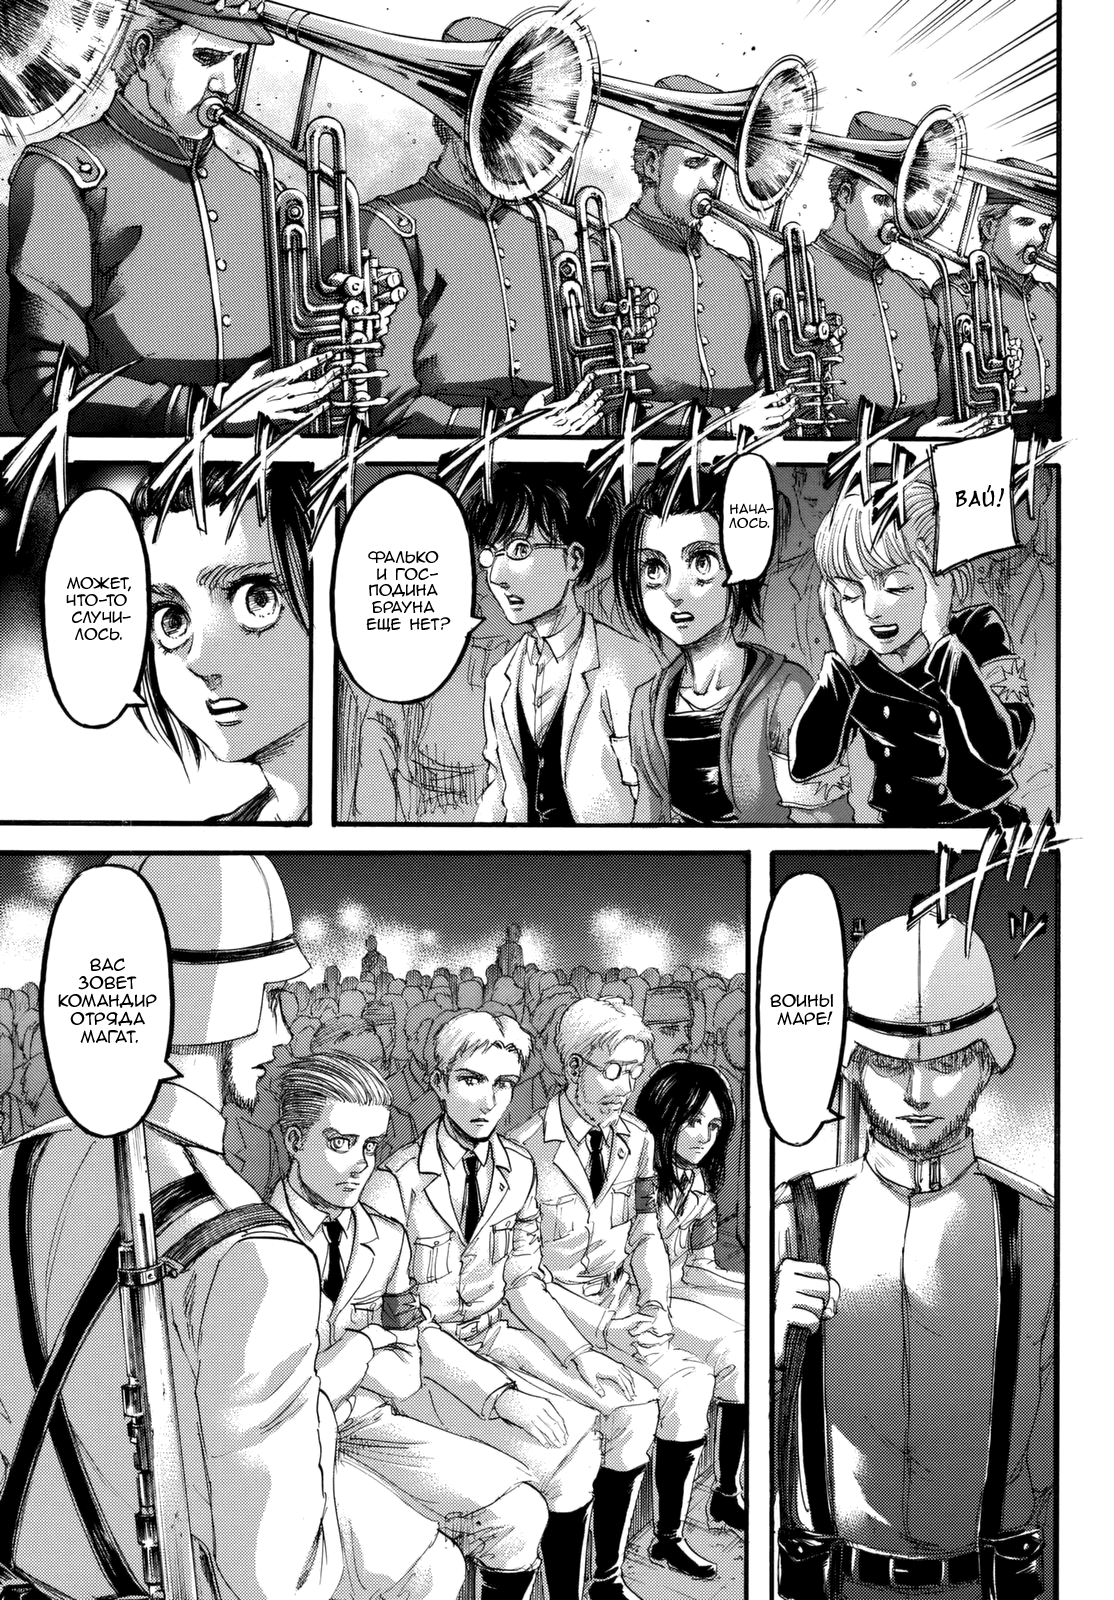 ВАЙ!
НАЧА-
ЛОСЬ.
ФАЛЬКО
И ГОС-
ПОДИНА
БРАУНА
ЕЩЕ НЕТ?
МОЖЕТ,
ЧТО-ТО
СЛУЧИ-
ЛОСЬ.
ВОИНЫ
МАРЕ!
ВАС
ЗОВЕТ
КОМАНДИР
ОТРЯДА
МАГАТ.